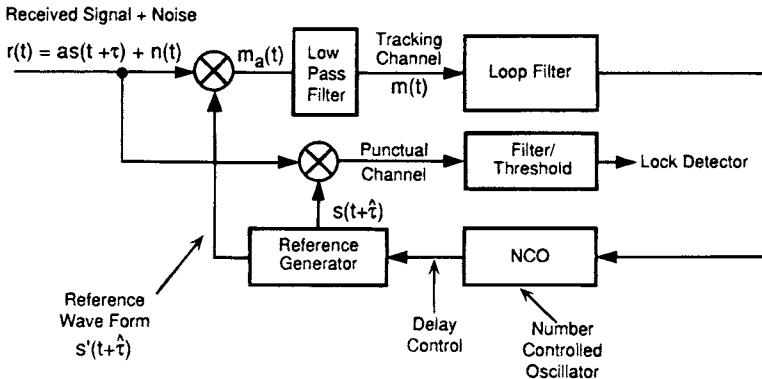 Received Signal + Noise
r(t) = as(t +τ) + n(t)
mₐ(t)
Low
Pass
Filter
Tracking
Channel
m(t)
Loop Filter
Punctual
Channel
Filter/
Threshold
Lock Detector
s(t+τ̂)
Reference
Generator
NCO
Reference
Wave Form
s'(t+τ̂)
Delay
Control
Number
Controlled
Oscillator